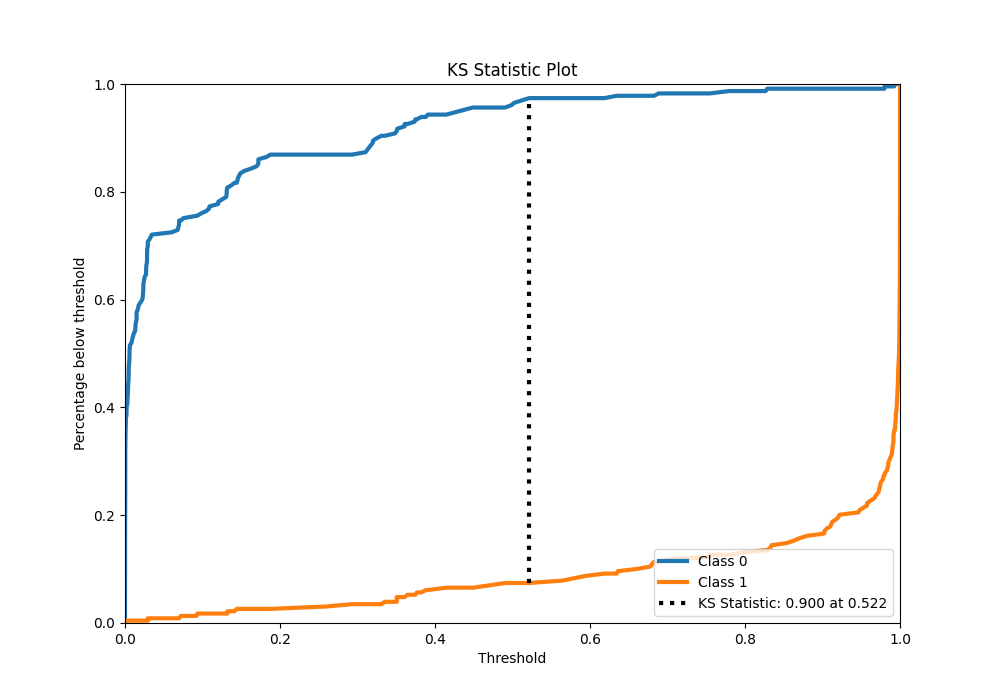 KS Statistic Plot
1.0
0.8
0.6
0.4
0.2
0.0
Percentage below threshold
0.0 0.2 0.4 0.6 0.8 1.0
Threshold
Class 0
Class 1
KS Statistic: 0.900 at 0.522